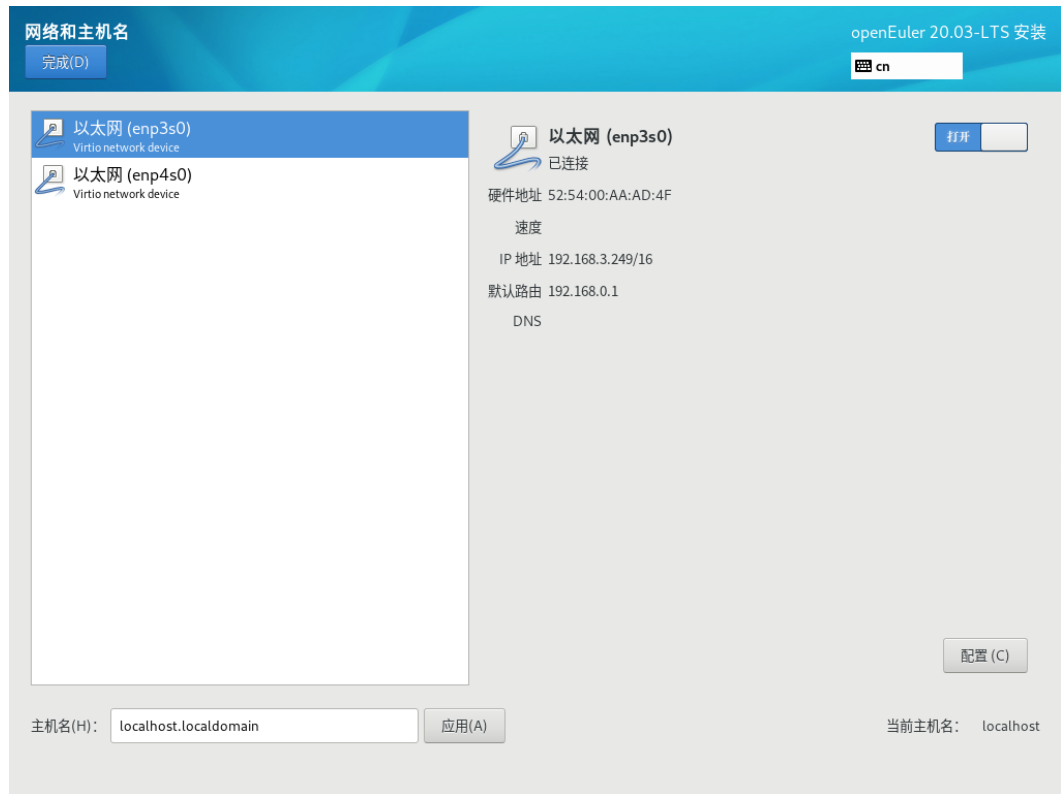 网络和主机名
openEuler 20.03-LTS 安装
完成(D)
cn
以太网 (enp3s0)
Virtio network device
以太网 (enp4s0)
Virtio network device
以太网 (enp3s0)
打开
已连接
硬件地址 52:54:00:AA:AD:4F
速度
IP 地址 192.168.3.249/16
默认路由 192.168.0.1
DNS
配置 (C)
主机名(H)： localhost.localdomain 应用(A) 当前主机名： localhost